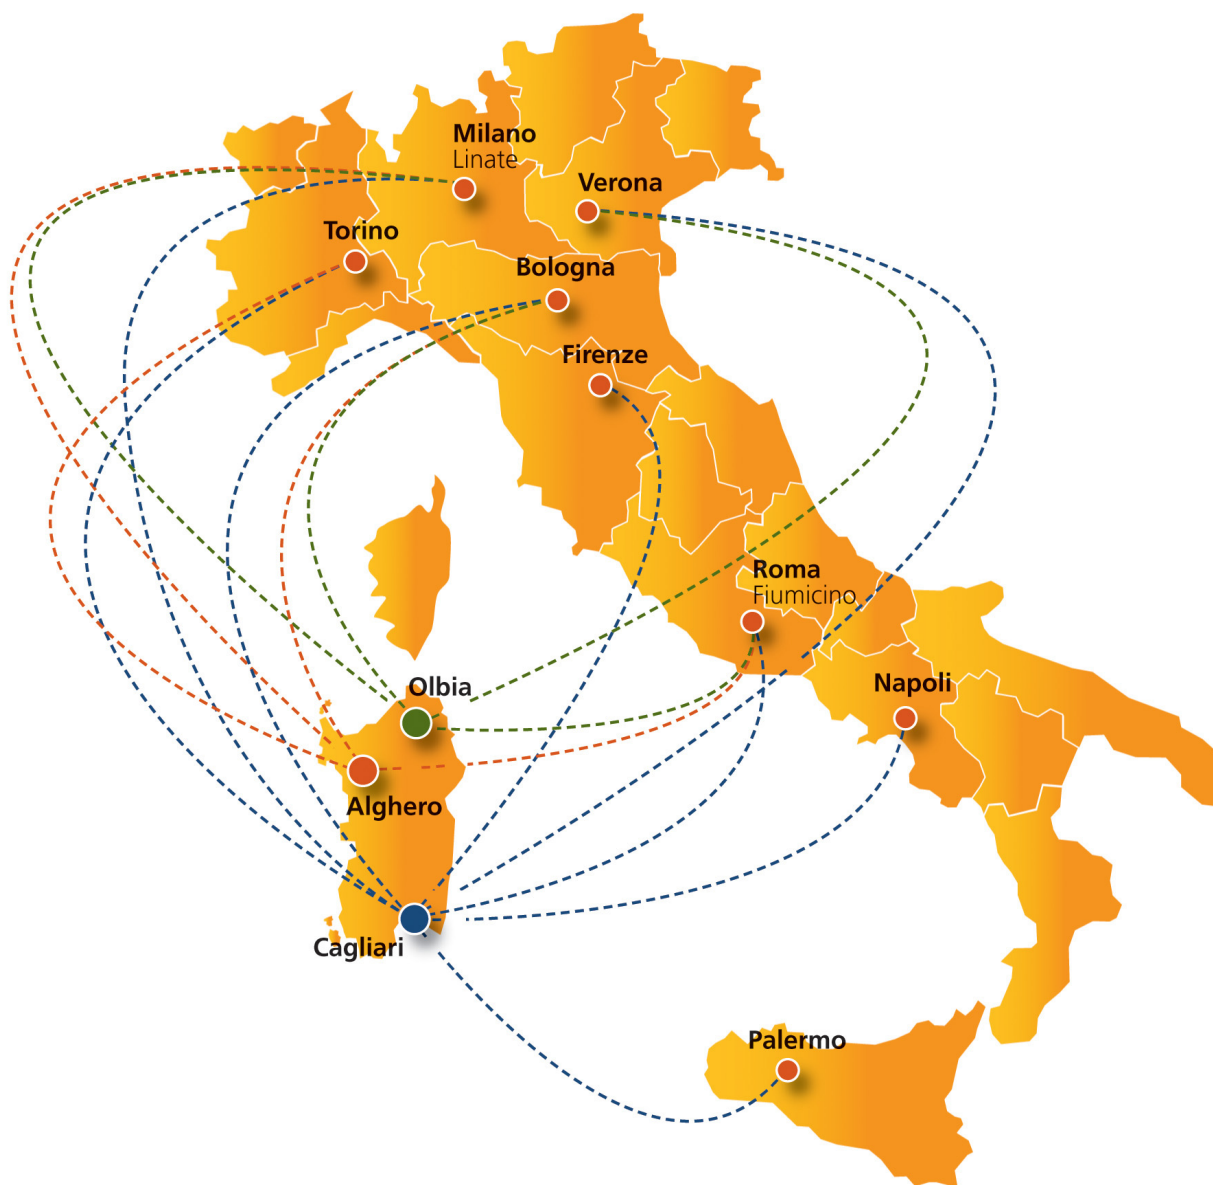 Milano
Linate
Verona
Torino
Bologna
Firenze
Roma
Fiumicino
Napoli
Olbia
Alghero
Cagliari
Palermo